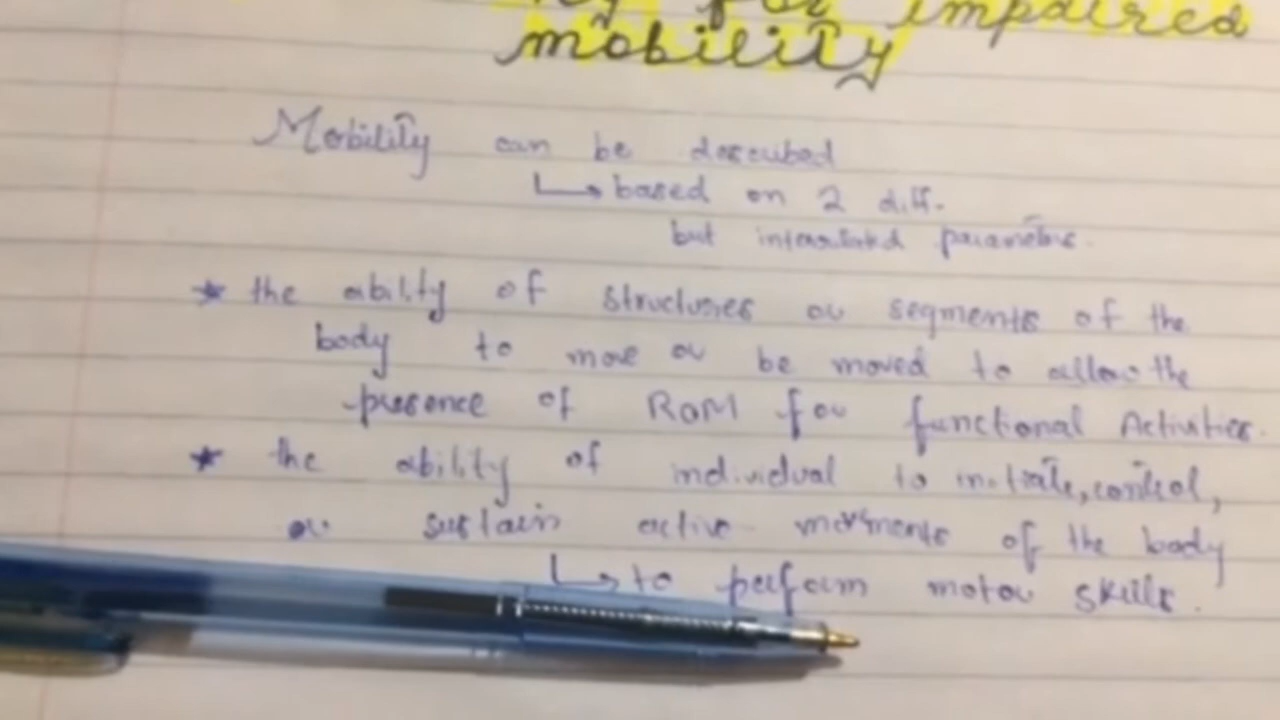 for impaired
mobility
Mobility can be described
based on 2 diff.
but interrelated parameters.
* the ability of structures or segments of the
body to move or be moved to allow the
presence of ROM for functional Activities.
* the ability of individual to initiate, control,
or sustain active movments of the body
to perform motor skills.